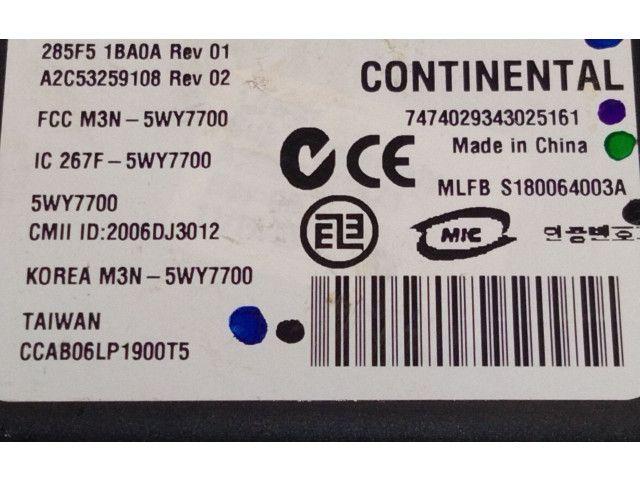 285F5 1BA0A Rev 01
A2C53259108 Rev 02
CONTINENTAL
7474029343025161
FCC M3N-5WY7700
Made in China
IC 267F-5WY7700
CE
MLFB S180064003A
5WY7700
CMII ID:2006DJ3012
MIC
KOREA M3N-5WY7700
TAIWAN
CCAB06LP1900T5